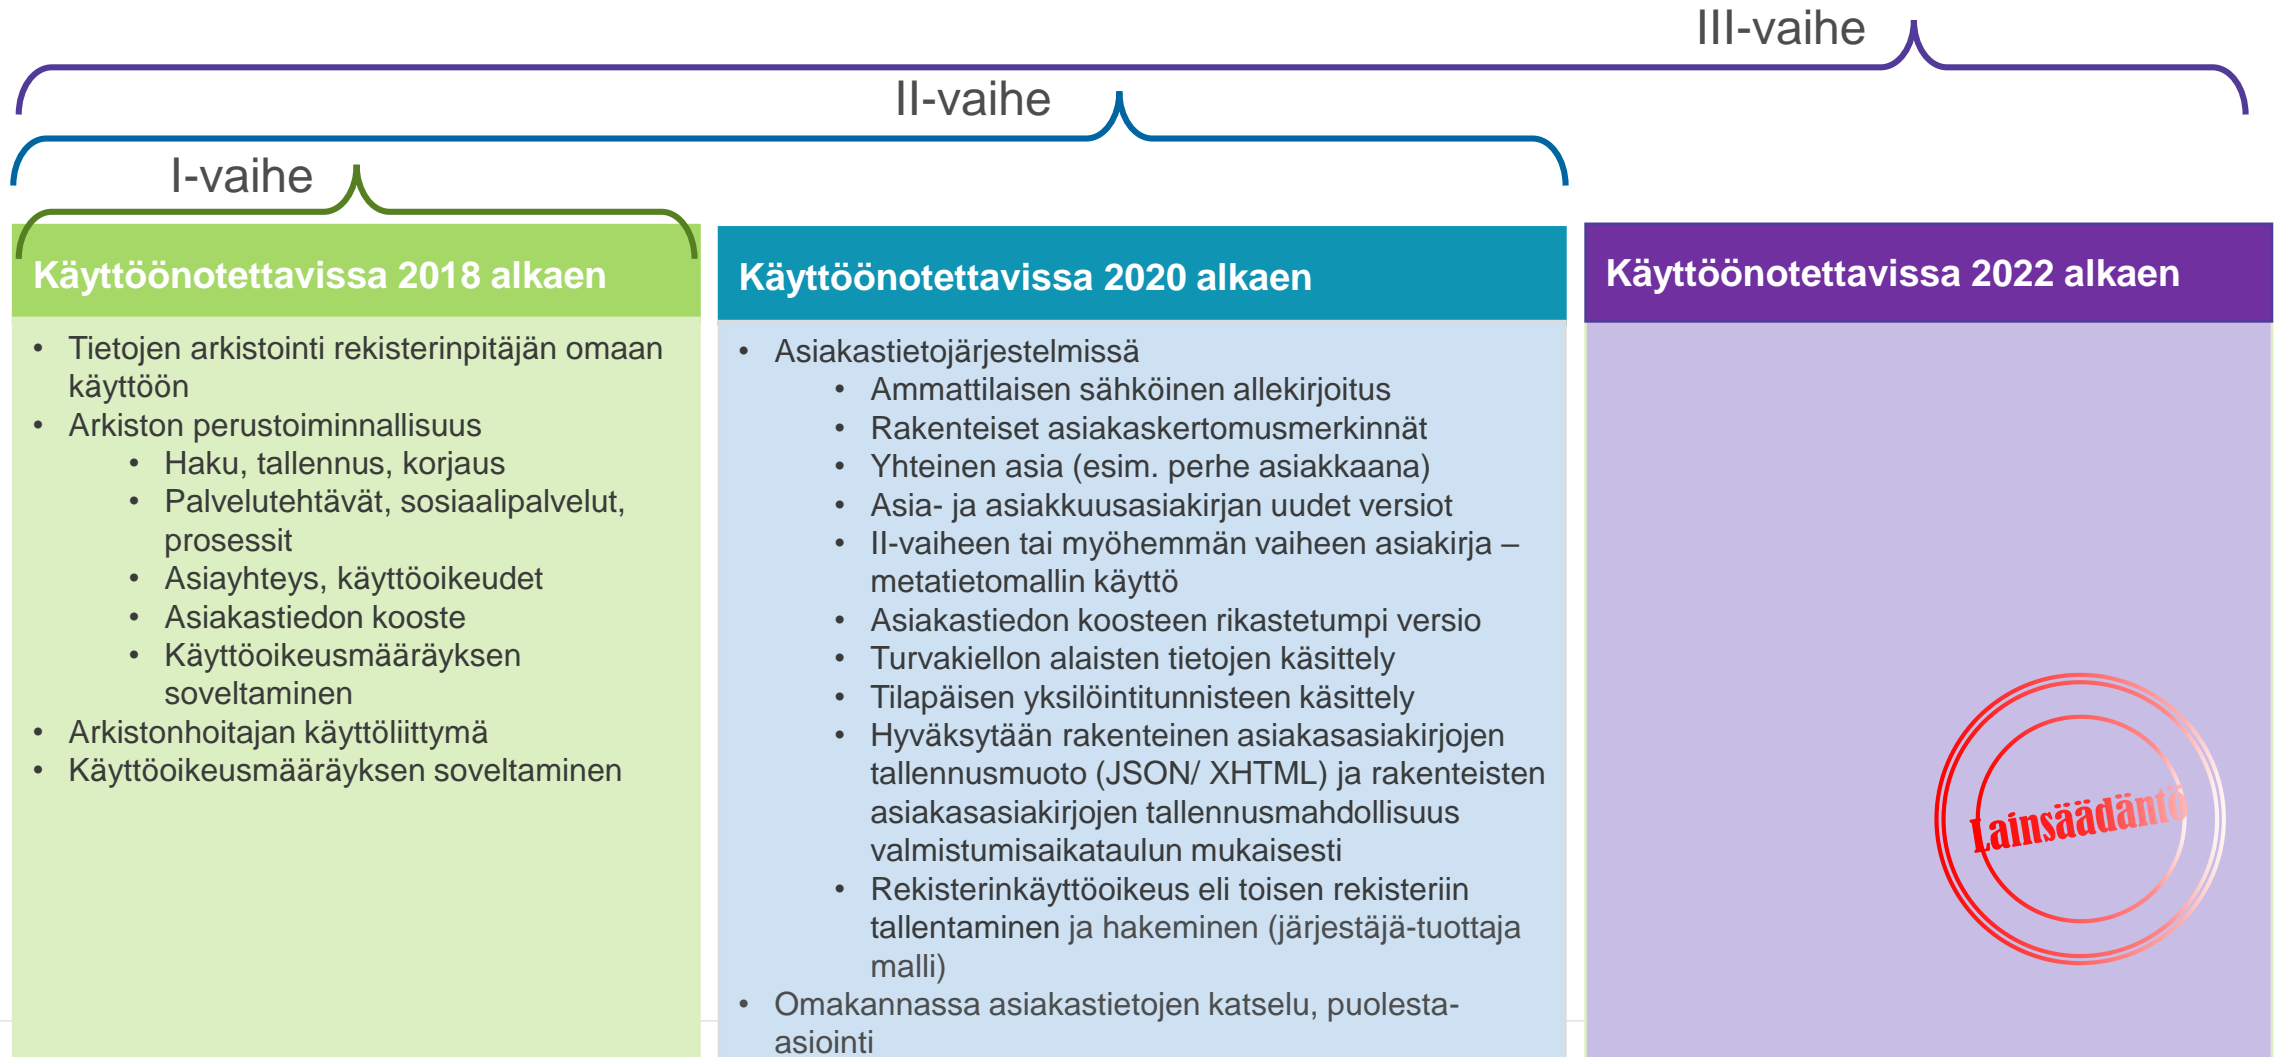 III-vaihe
II-vaihe
I-vaihe
Käyttöönotettavissa 2018 alkaen
• Tietojen arkistointi rekisterinpitäjän omaan
käyttöön
• Arkiston perustoiminnallisuus
• Haku, tallennus, korjaus
• Palvelutehtävät, sosiaalipalvelut,
prosessit
• Asiayhteys, käyttöoikeudet
• Asiakastiedon kooste
• Käyttöoikeusmääräyksen
soveltaminen
• Arkistonhoitajan käyttöliittymä
• Käyttöoikeusmääräyksen soveltaminen
Käyttöönotettavissa 2020 alkaen
• Asiakastietojärjestelmissä
• Ammattilaisen sähköinen allekirjoitus
• Rakenteiset asiakaskertomusmerkinnät
• Yhteinen asia (esim. perhe asiakkaana)
• Asia- ja asiakkuusasiakirjan uudet versiot
• II-vaiheen tai myöhemmän vaiheen asiakirja –
metatietomallin käyttö
• Asiakastiedon koosteen rikastetumpi versio
• Turvakiellon alaisten tietojen käsittely
• Tilapäisen yksilöintitunnisteen käsittely
• Hyväksytään rakenteinen asiakasasiakirjojen
tallennusmuoto (JSON/ XHTML) ja rakenteisten
asiakasasiakirjojen tallennusmahdollisuus
valmistumisaikataulun mukaisesti
• Rekisterinkäyttöoikeus eli toisen rekisteriin
tallentaminen ja hakeminen (järjestäjä-tuottaja
malli)
• Omakannassa asiakastietojen katselu, puolesta-
asiointi
Käyttöönotettavissa 2022 alkaen
Lainsäädäntö